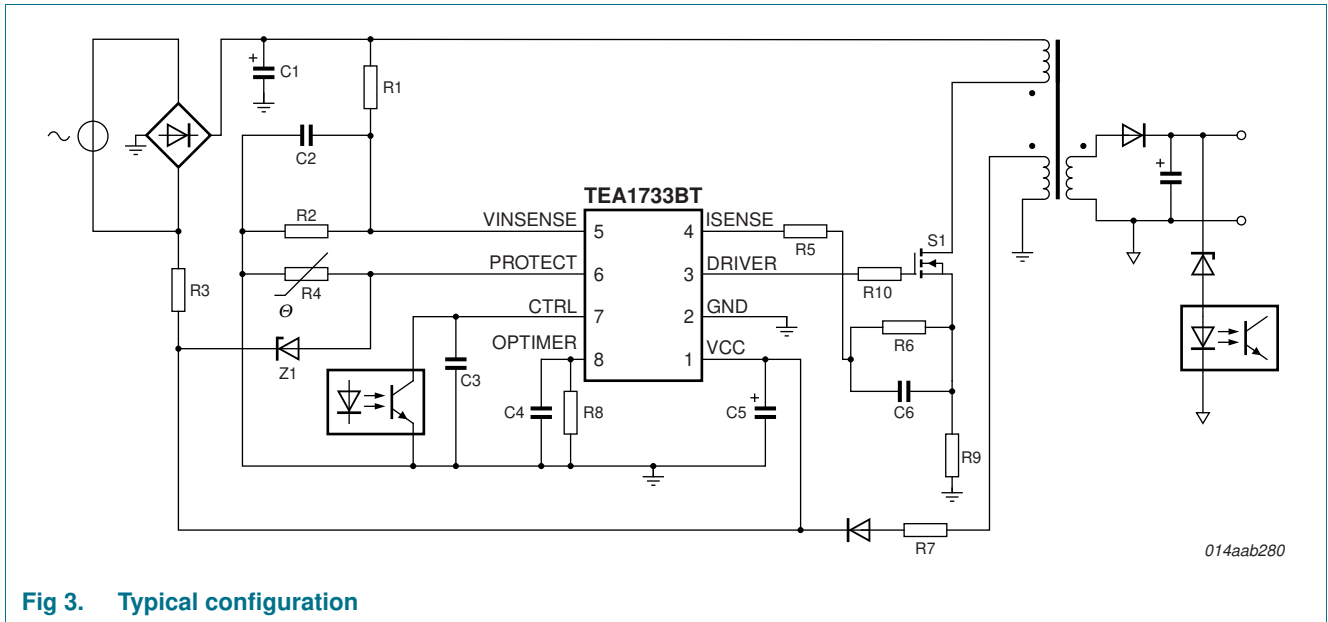 C1
R1
C2
TEA1733BT
R2
VINSENSE
5
4
ISENSE
R5
S1
R3
R4
Θ
PROTECT
6
3
DRIVER
R10
CTRL
7
2
GND
Z1
OPTIMER
8
1
VCC
R6
C3
C4
R8
C5
C6
R9
R7
014aab280
Fig 3. Typical configuration